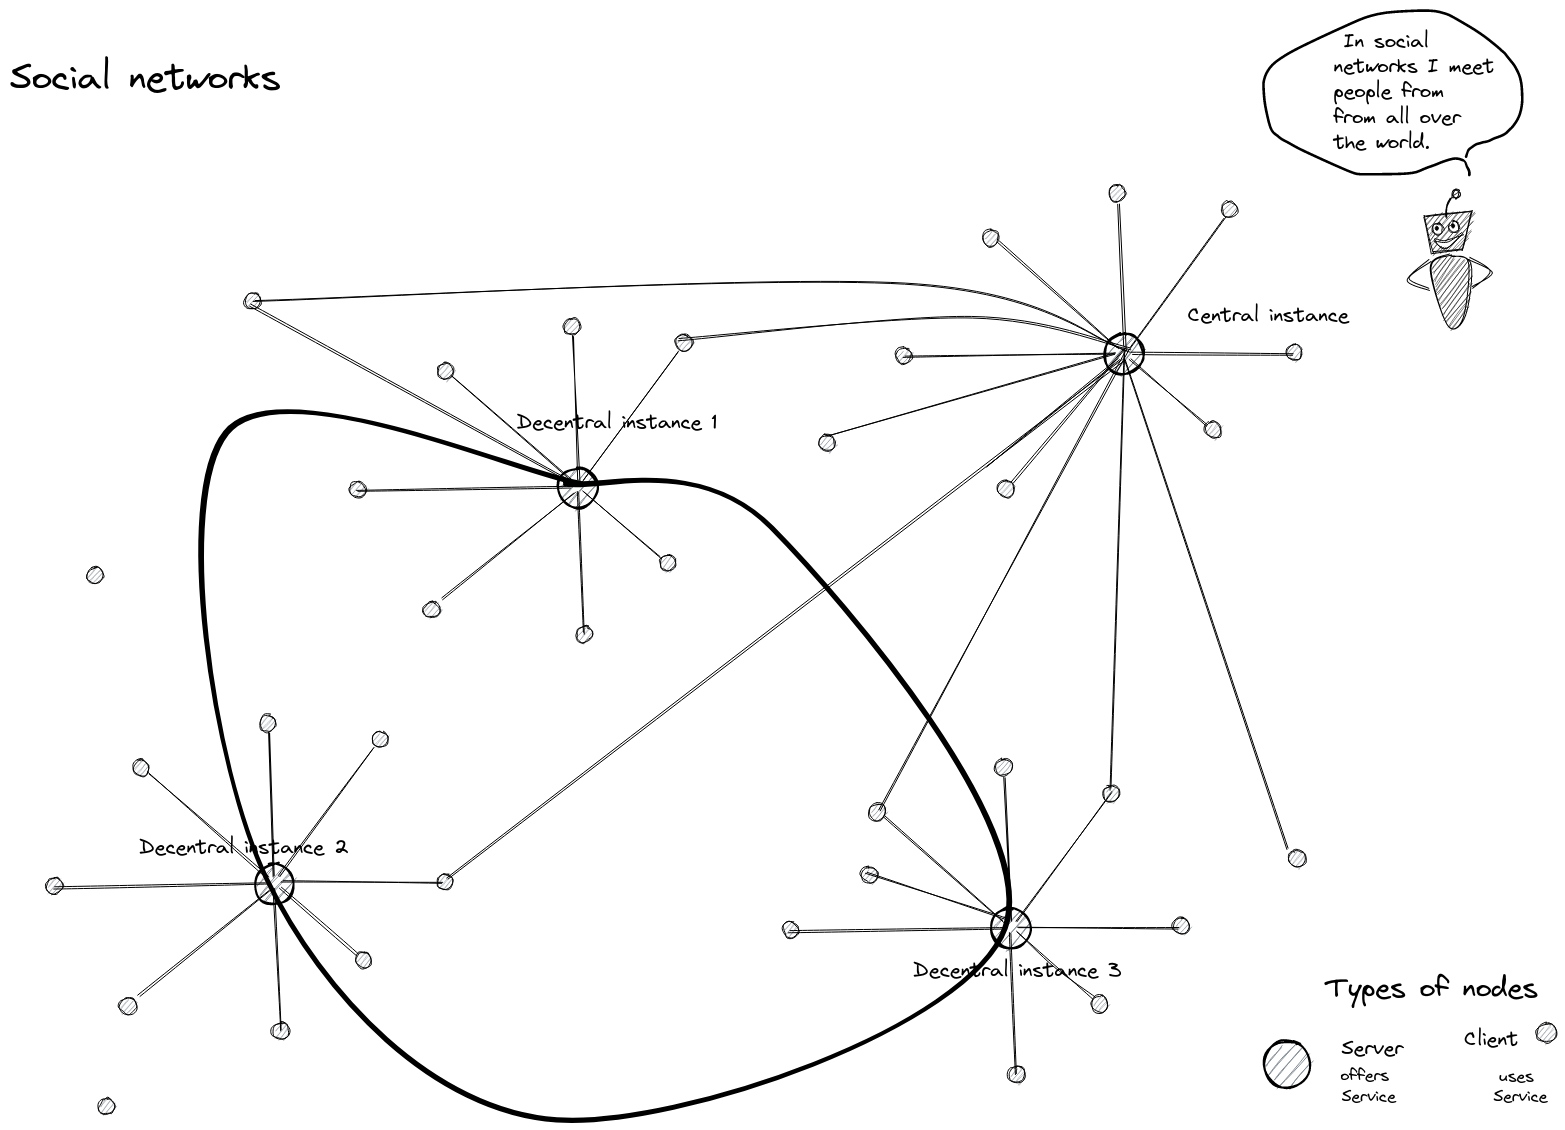 Social networks
In social
networks I meet
people from
from all over
the world.
Central instance
Decentral instance 1
Decentral instance 2
Decentral instance 3
Types of nodes
Server
offers
Service
Client
uses
Service